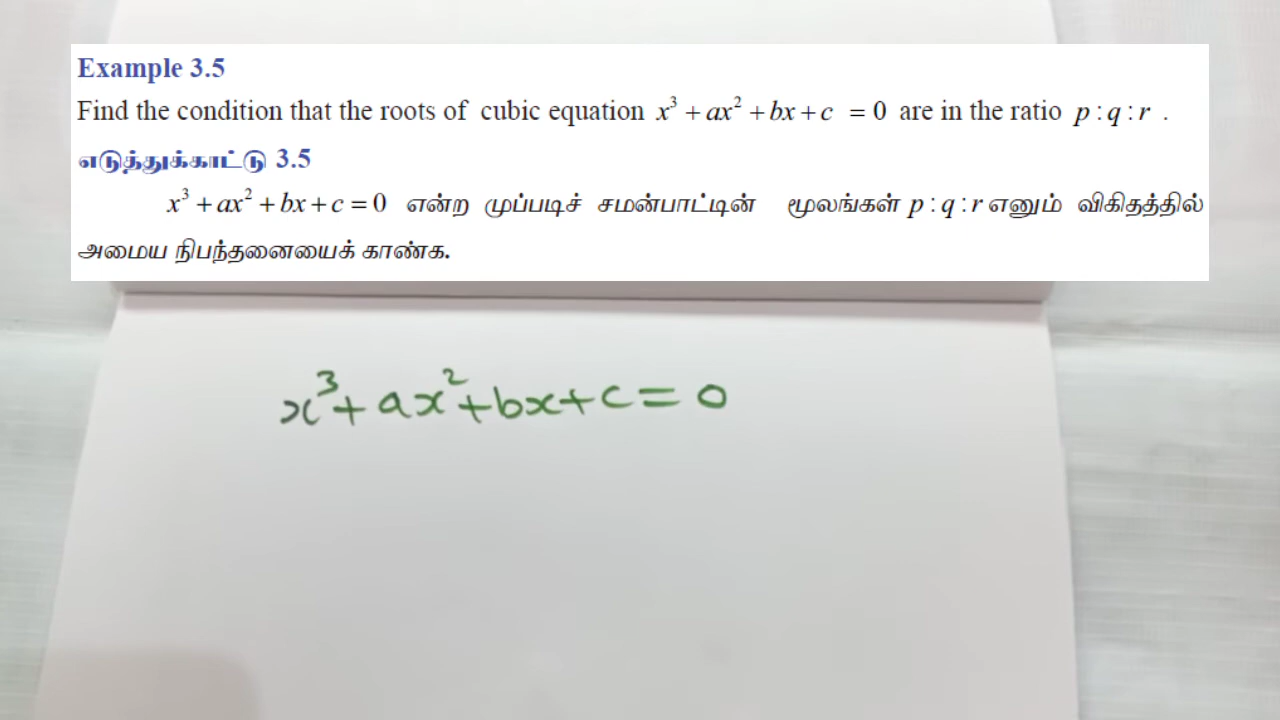 Example 3.5
Find the condition that the roots of cubic equation x³ + ax² + bx + c = 0 are in the ratio p : q : r .
எடுத்துக்காட்டு 3.5
x³ + ax² + bx + c = 0 என்ற முப்படிச் சமன்பாட்டின் மூலங்கள் p : q : r எனும் விகிதத்தில்
அமைய நிபந்தனையைக் காண்க.
x³ + ax² + bx + c = 0